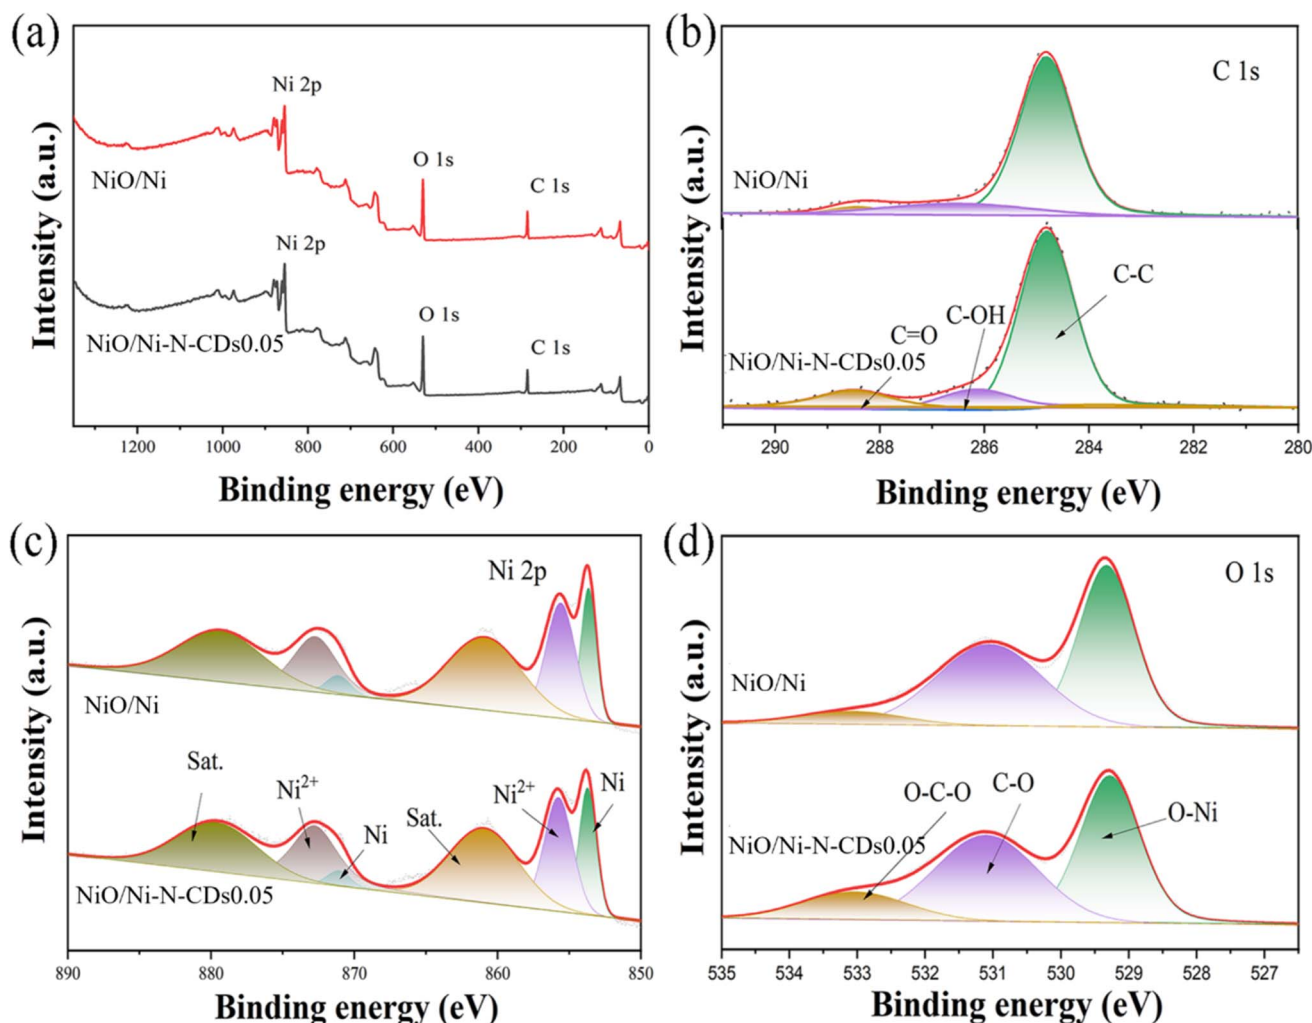 (a)
Intensity (a.u.)
Ni 2p
O 1s
C 1s
NiO/Ni
Ni 2p
O 1s
C 1s
NiO/Ni-N-CDs0.05
1200 1000 800 600 400 200 0
Binding energy (eV)
(b)
Intensity (a.u.)
C 1s
NiO/Ni
C-C
C-OH
C=O
NiO/Ni-N-CDs0.05
290 288 286 284 282 280
Binding energy (eV)
(c)
Intensity (a.u.)
Ni 2p
NiO/Ni
Sat.
Ni2+
Ni
Sat.
Ni2+
Ni
NiO/Ni-N-CDs0.05
890 880 870 860 850
Binding energy (eV)
(d)
Intensity (a.u.)
O 1s
NiO/Ni
O-C-O
C-O
O-Ni
NiO/Ni-N-CDs0.05
535 534 533 532 531 530 529 528 527
Binding energy (eV)